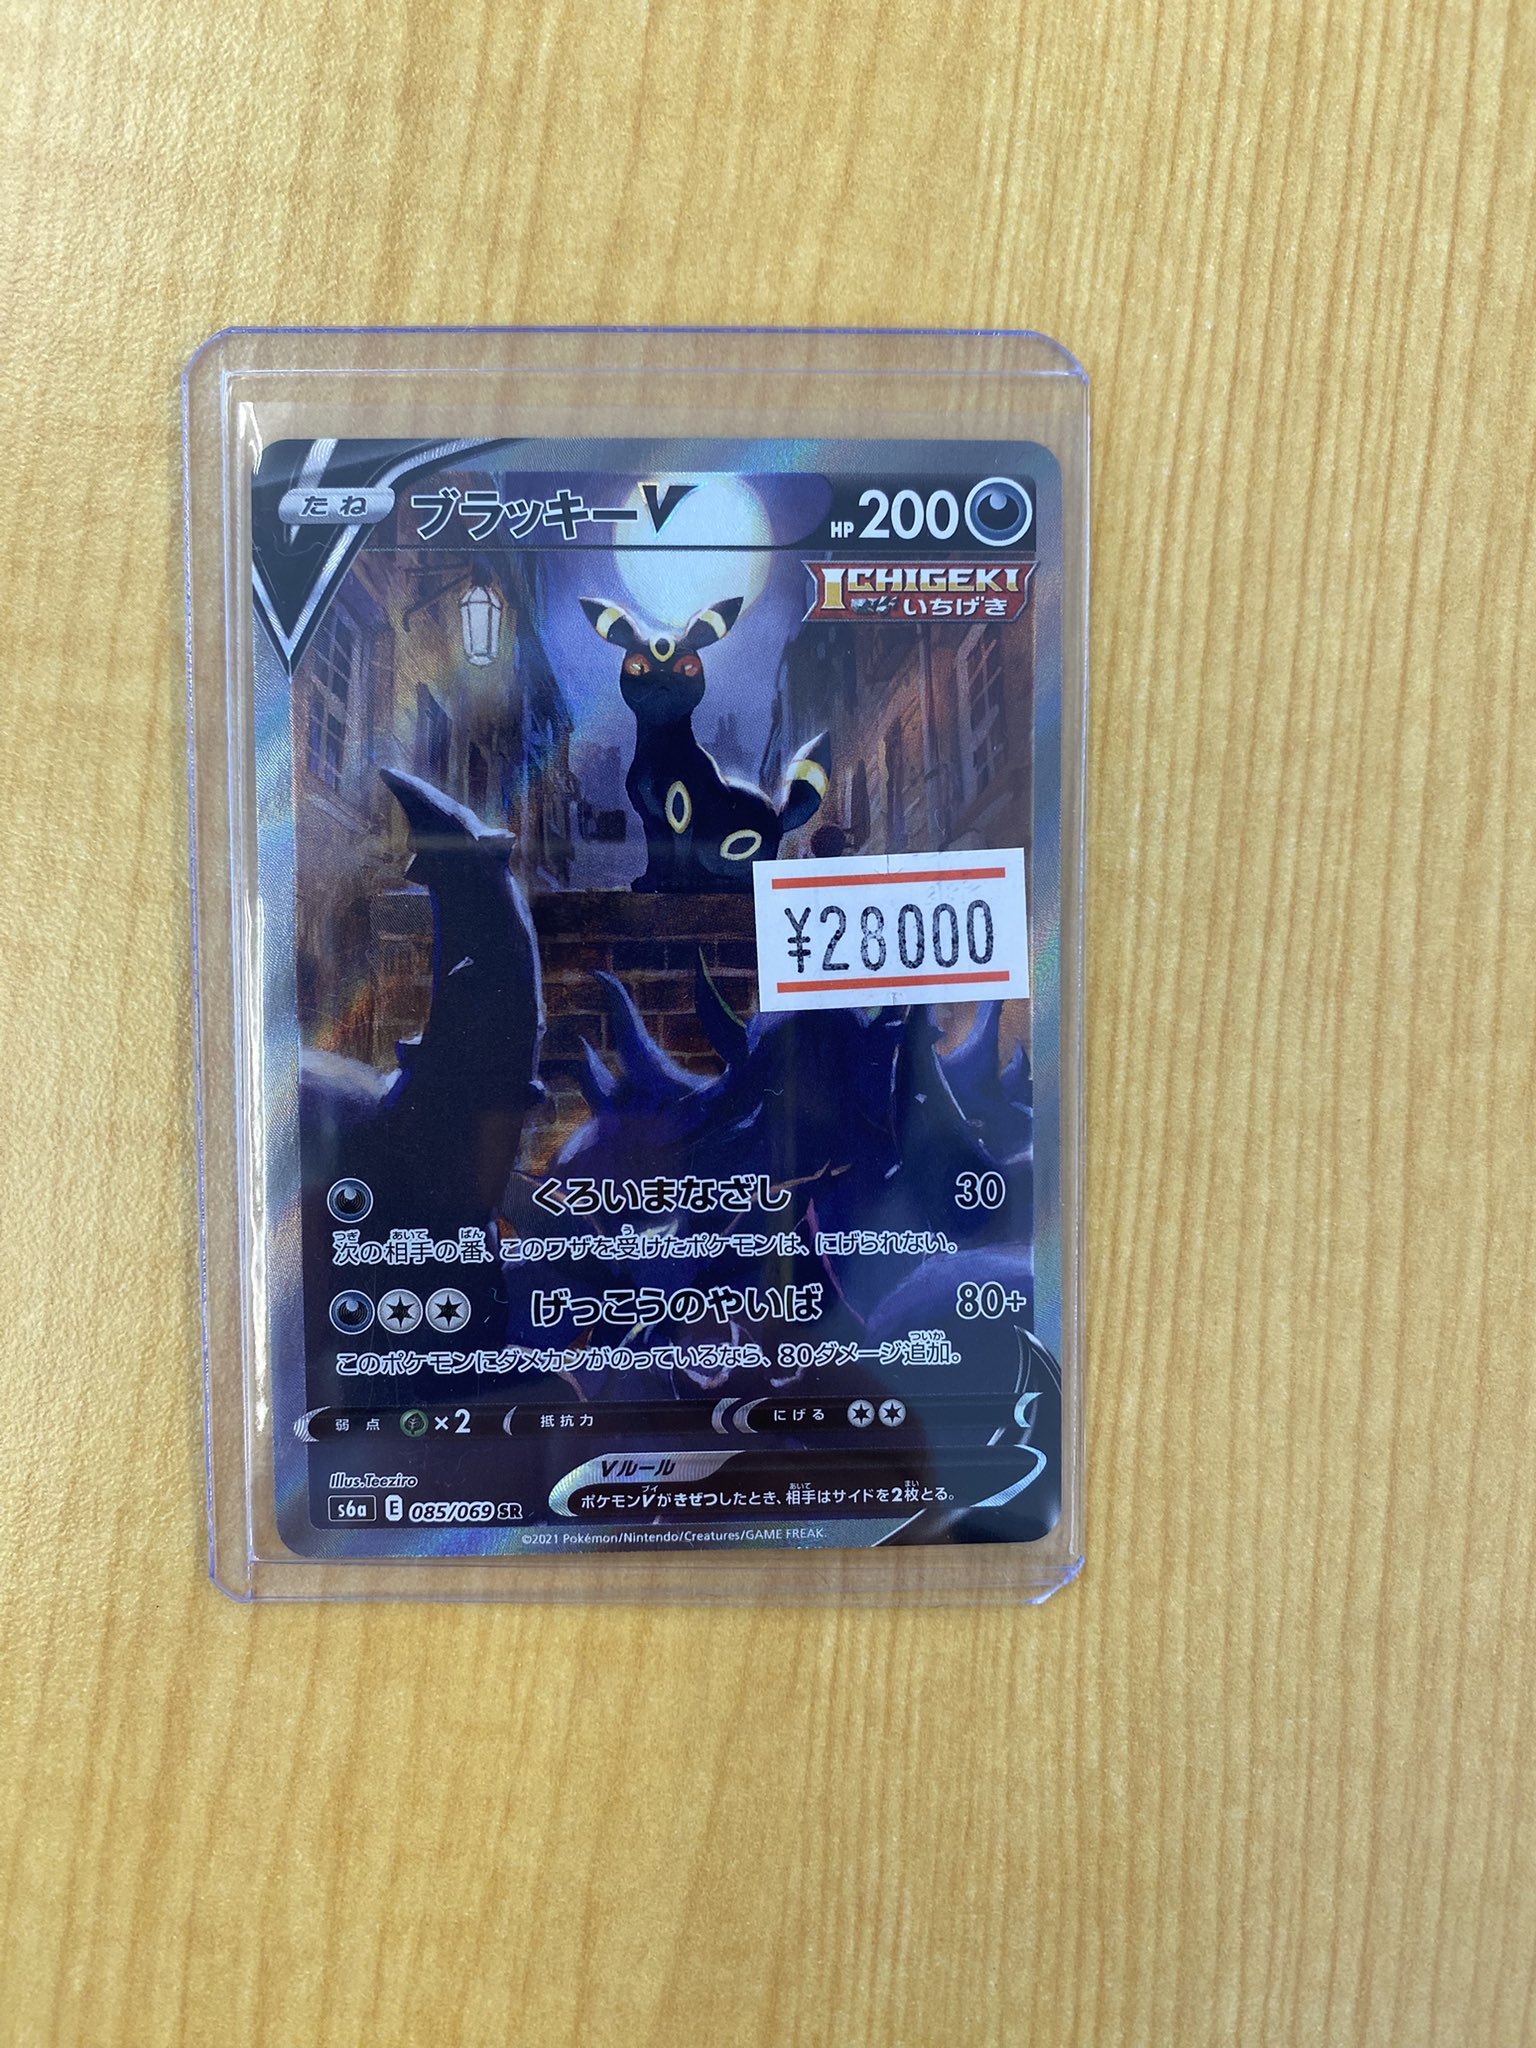 たね ブラッキーV HP 200
ICHIGEKI
いちげき
¥28000
くろいまなざし 30
次の相手の番、このワザを受けたポケモンは、にげられない。
げっこうのやいば 80+
このポケモンにダメカンがのっているなら、80ダメージ追加。
弱点 ×2 抵抗力 にげる
Vルール
ポケモンVがきぜつしたとき、相手はサイドを2枚とる。
Illus.Teeziro
s6a E 085/069 SR
©2021 Pokémon/Nintendo/Creatures/GAME FREAK.